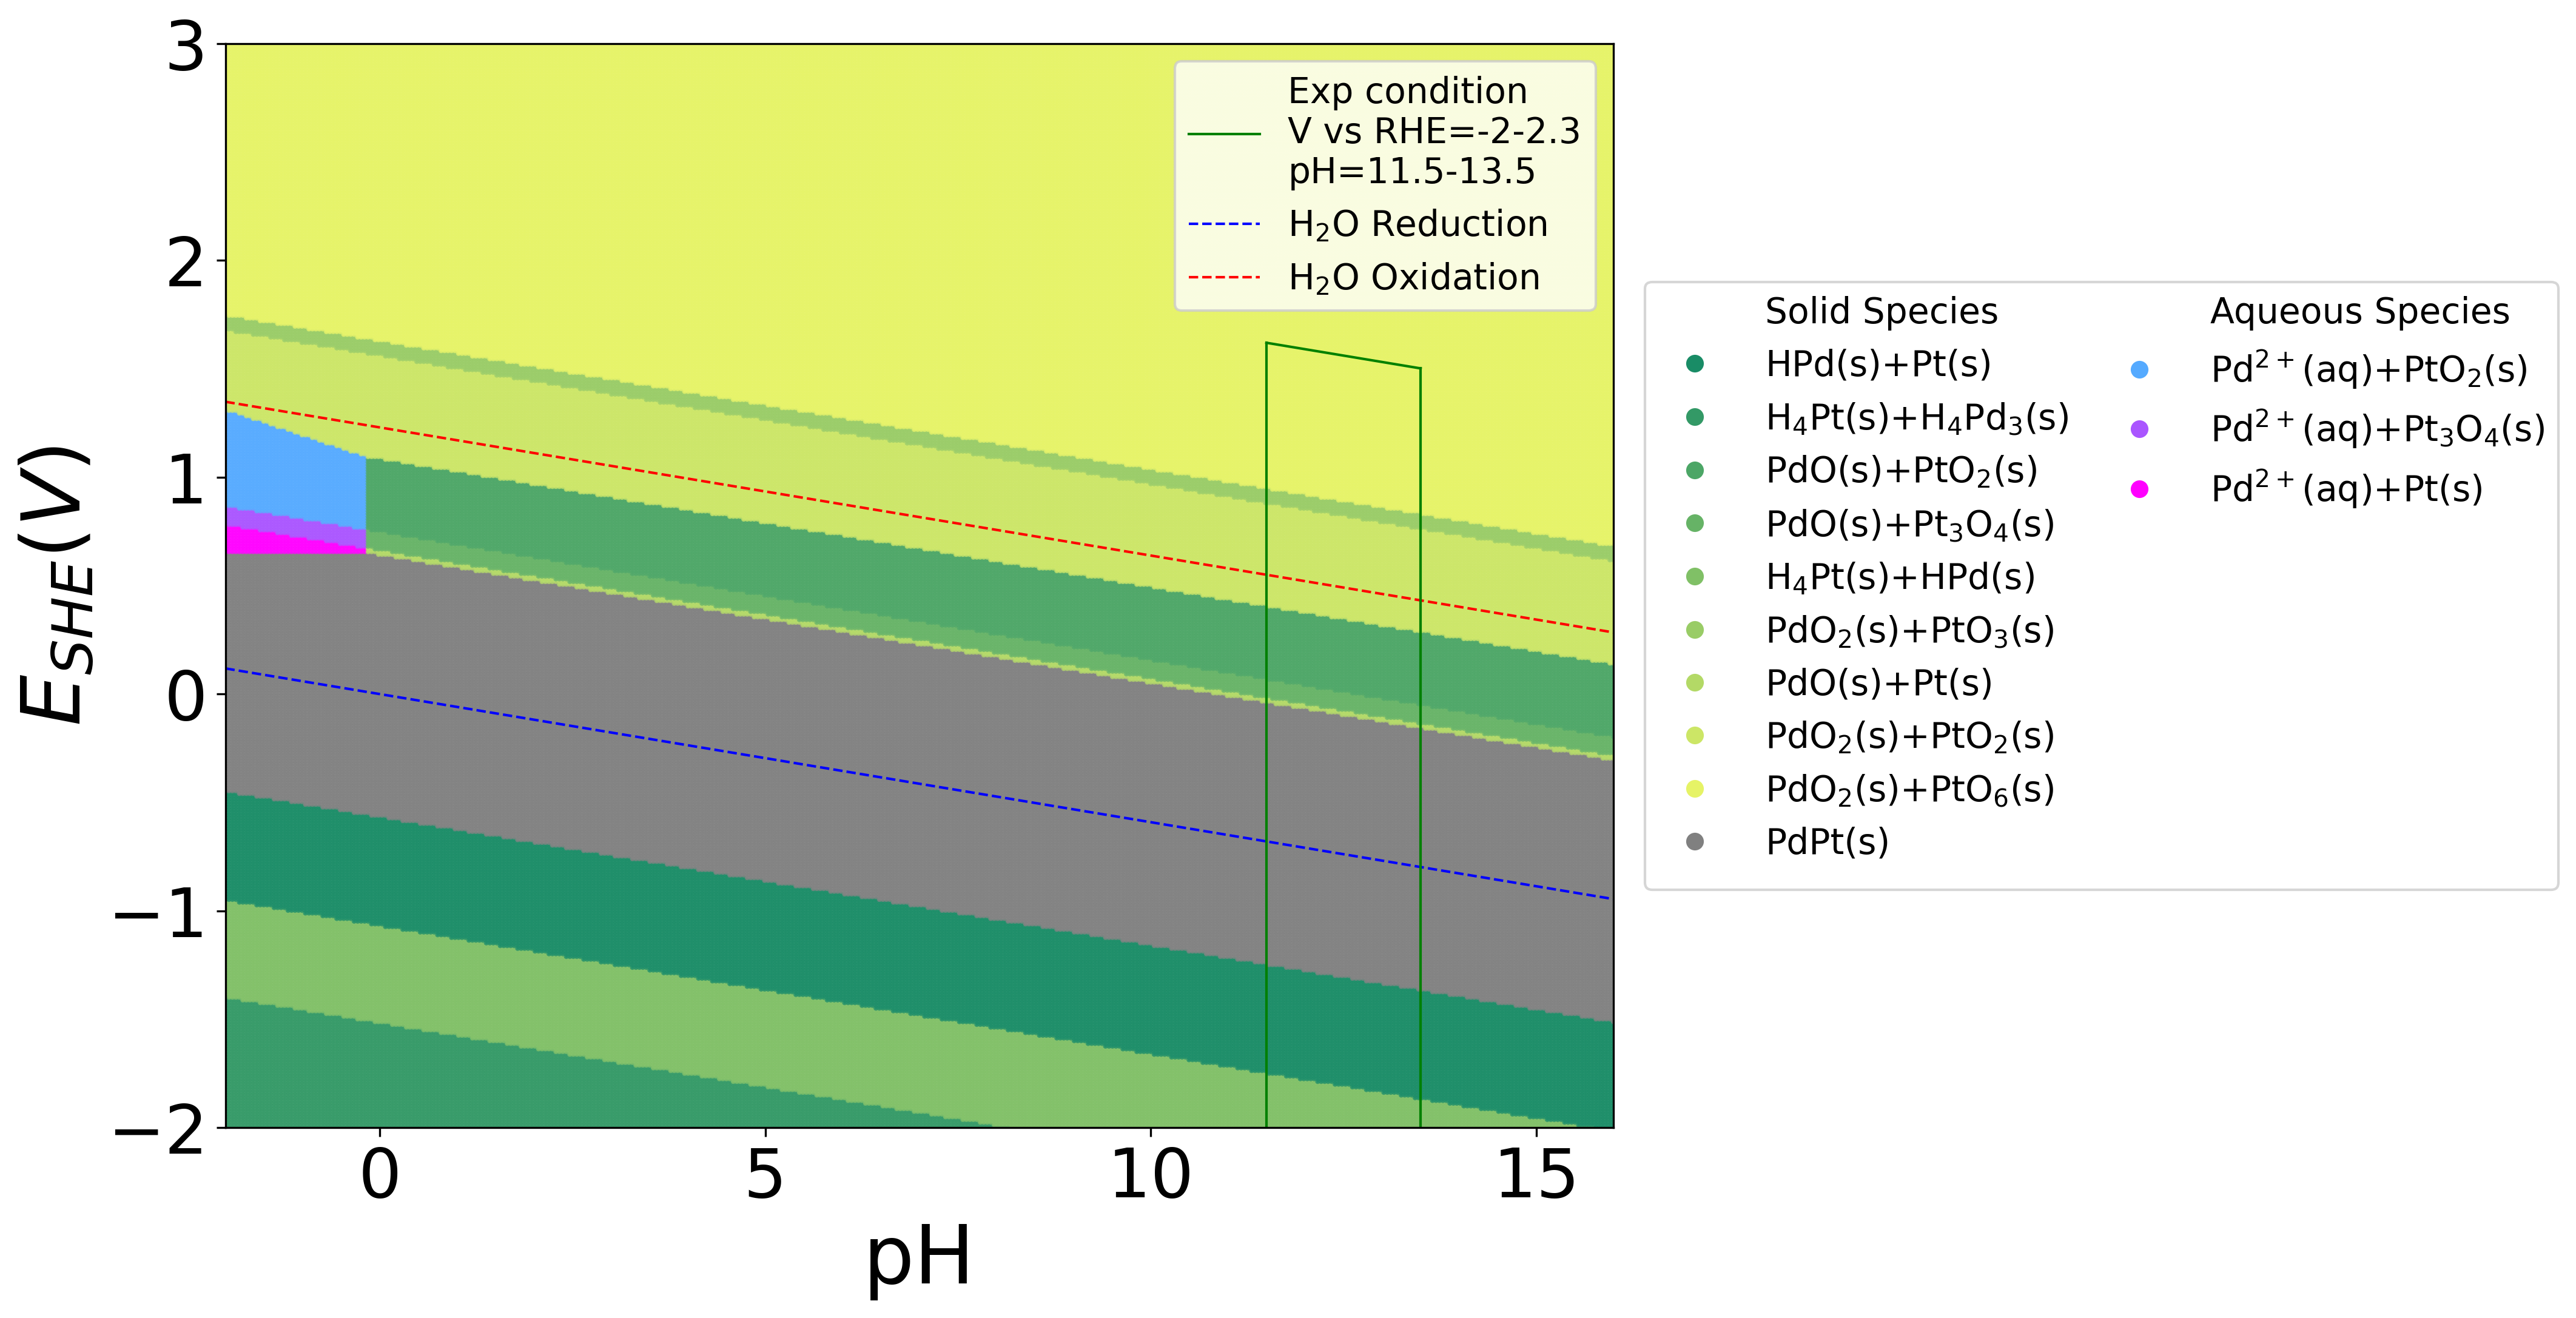 3
2
1
0
−1
−2
E_SHE(V)
0
5
10
15
pH
Exp condition
V vs RHE=-2-2.3
pH=11.5-13.5
H₂O Reduction
H₂O Oxidation
Solid Species
HPd(s)+Pt(s)
H₄Pt(s)+H₄Pd₃(s)
PdO(s)+PtO₂(s)
PdO(s)+Pt₃O₄(s)
H₄Pt(s)+HPd(s)
PdO₂(s)+PtO₃(s)
PdO(s)+Pt(s)
PdO₂(s)+PtO₂(s)
PdO₂(s)+PtO₆(s)
PdPt(s)
Aqueous Species
Pd²⁺(aq)+PtO₂(s)
Pd²⁺(aq)+Pt₃O₄(s)
Pd²⁺(aq)+Pt(s)